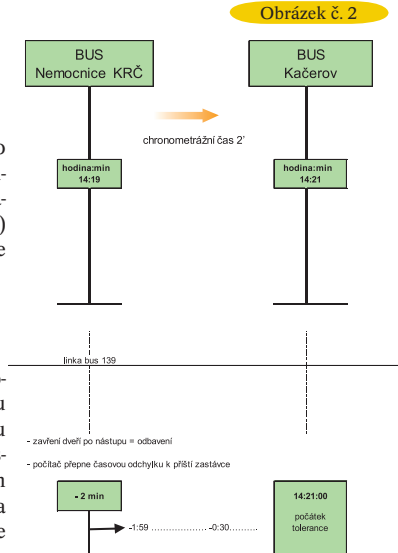 Obrázek č. 2
BUS
Nemocnice KRČ
BUS
Kačerov
chronometrážní čas 2'
hodina:min
14:19
hodina:min
14:21
linka bus 139
- zavření dveří po nástupu = odbavení
- počítač přepne časovou odchylku k příští zastávce
- 2 min
-1:59 ................... -0:30.........
14:21:00
počátek
tolerance